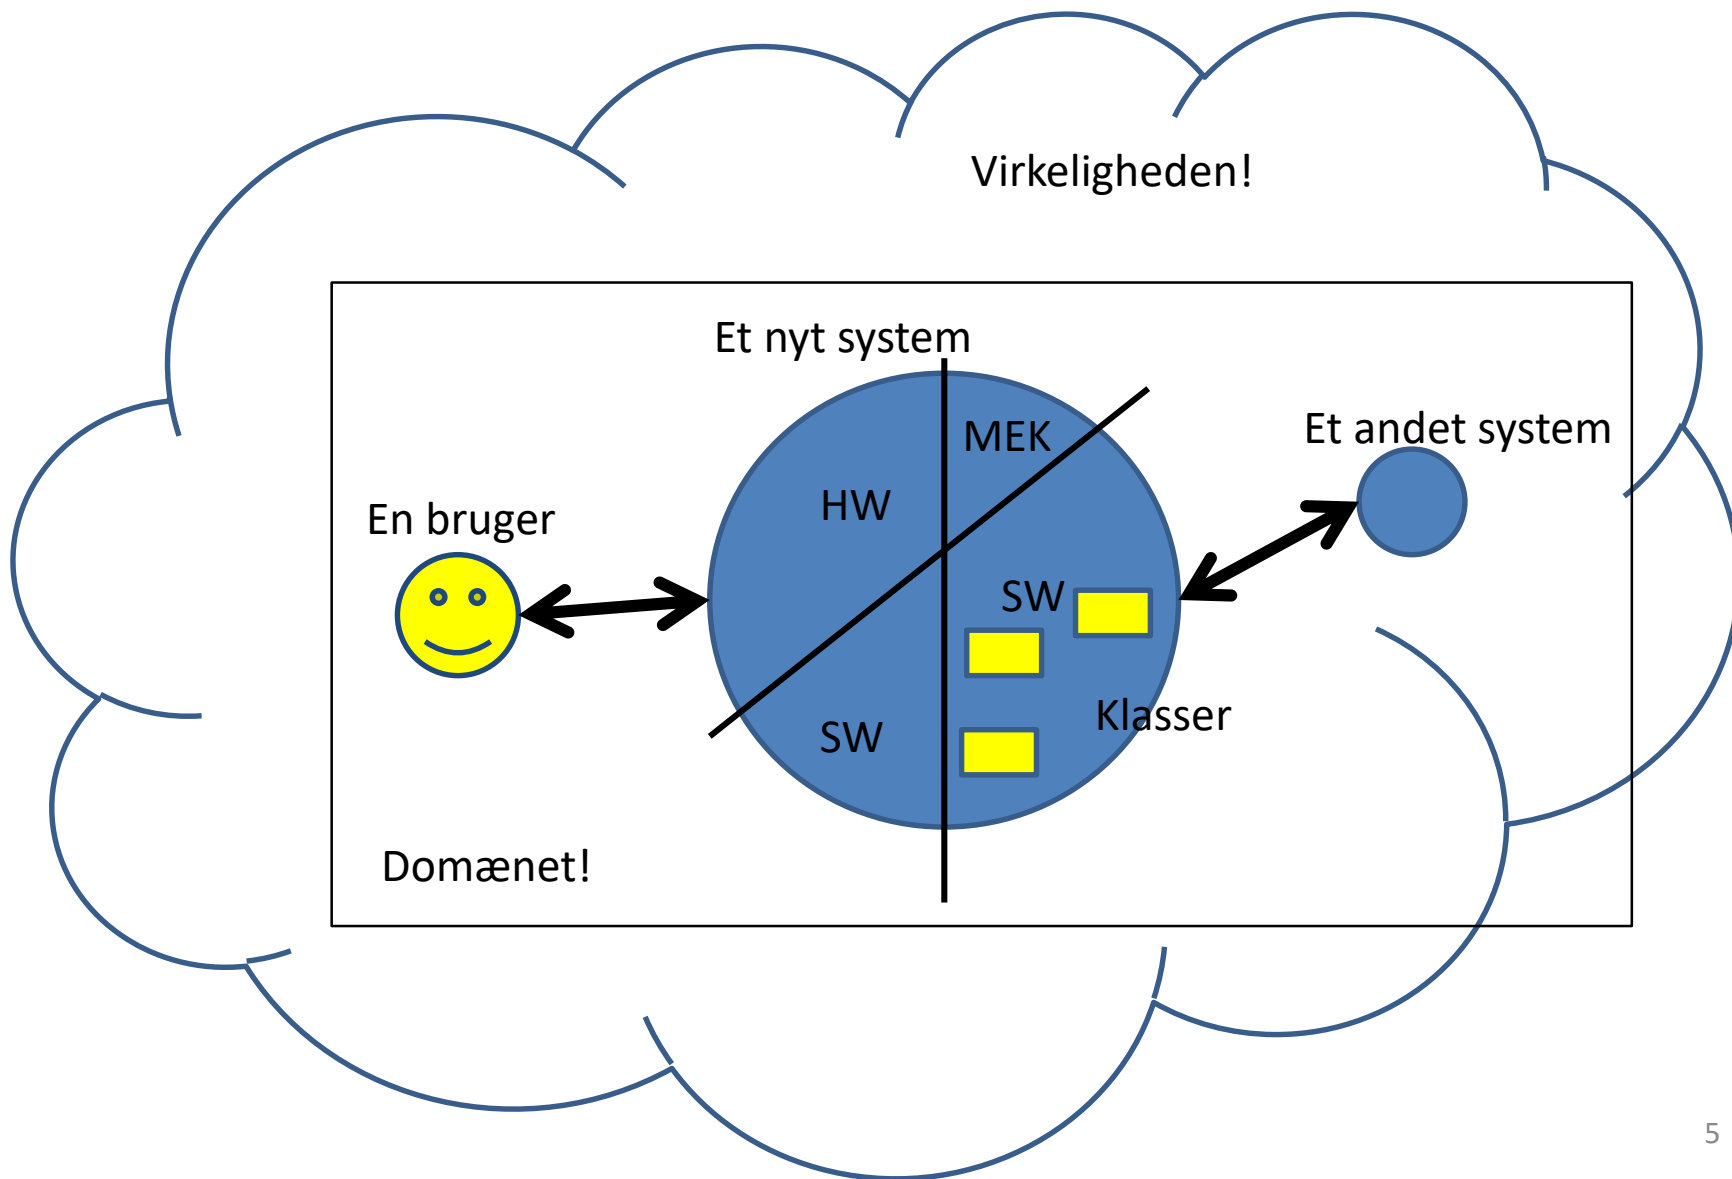 Virkeligheden!
Et nyt system
MEK
Et andet system
HW
En bruger
SW
Klasser
SW
Domænet!
5